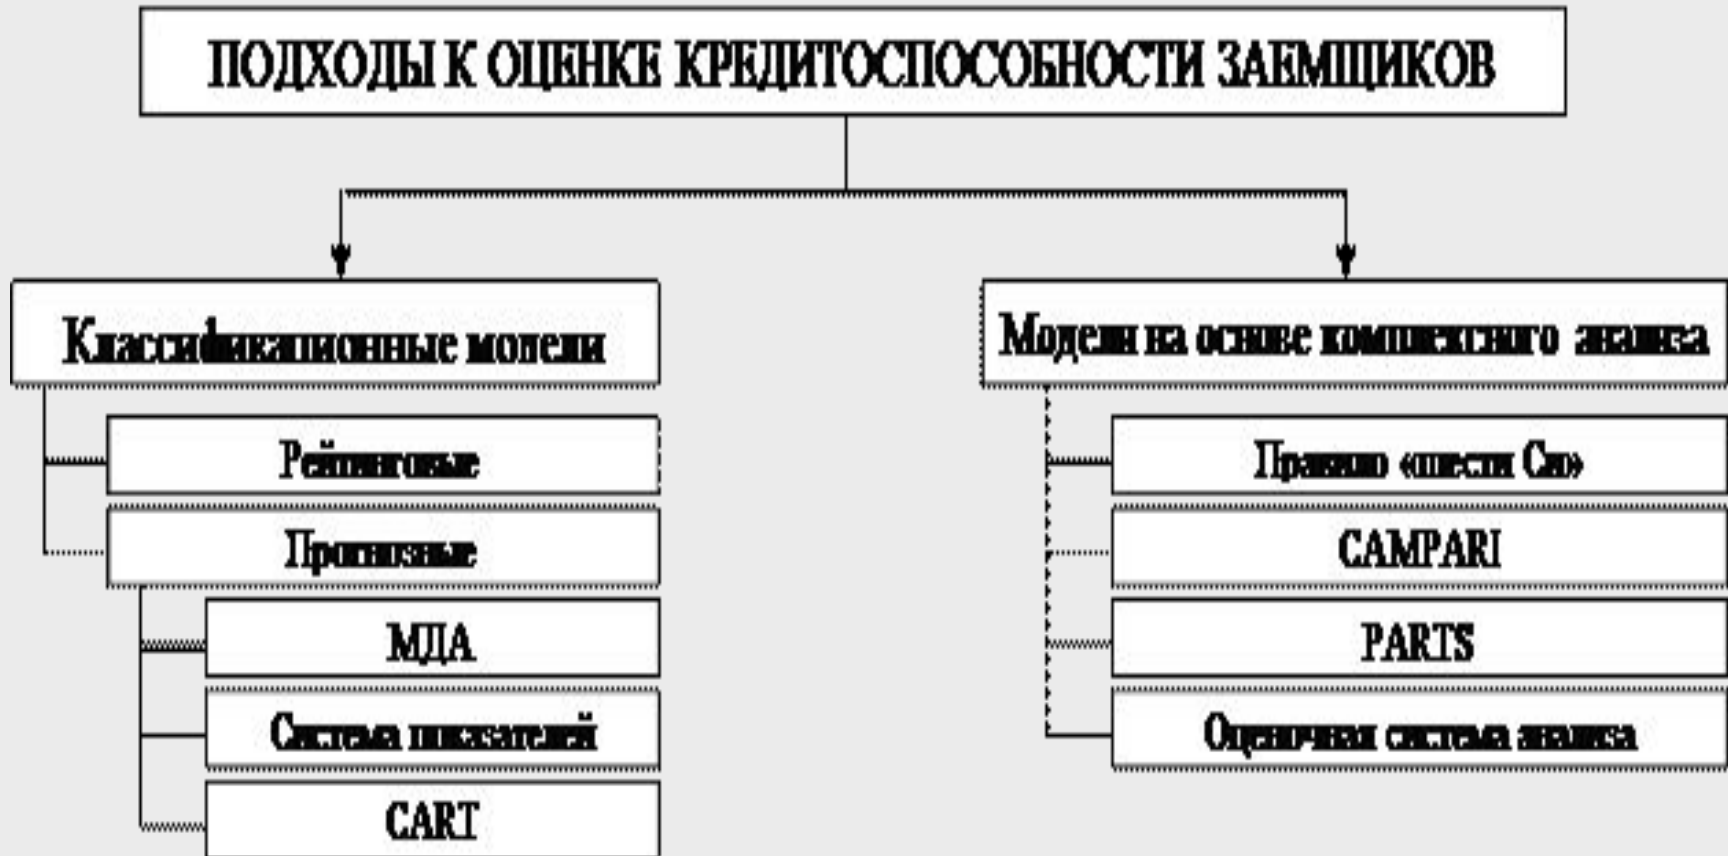 ПОДХОДЫ К ОЦЕНКЕ КРЕДИТОСПОСОБНОСТИ ЗАЕМЩИКОВ
Классификационные модели
Рейтинговые
Прогнозные
МДА
Система показателей
CART
Модели на основе комплексного анализа
Правило «шести Си»
CAMPARI
PARTS
Оценочная система анализа